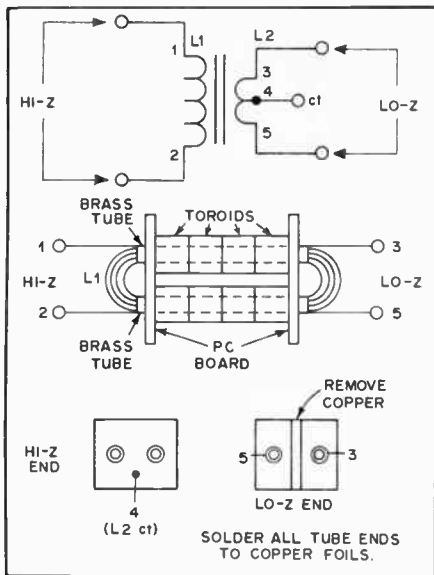 L1
L2
1
3
HI-Z
4
ct
LO-Z
5
2
BRASS
TUBE
TOROIDS
1
3
HI-Z
L1
LO-Z
2
5
BRASS
TUBE
PC
BOARD
REMOVE
COPPER
HI-Z
END
5
3
4
(L2 ct)
LO-Z END
SOLDER ALL TUBE ENDS
TO COPPER FOILS.